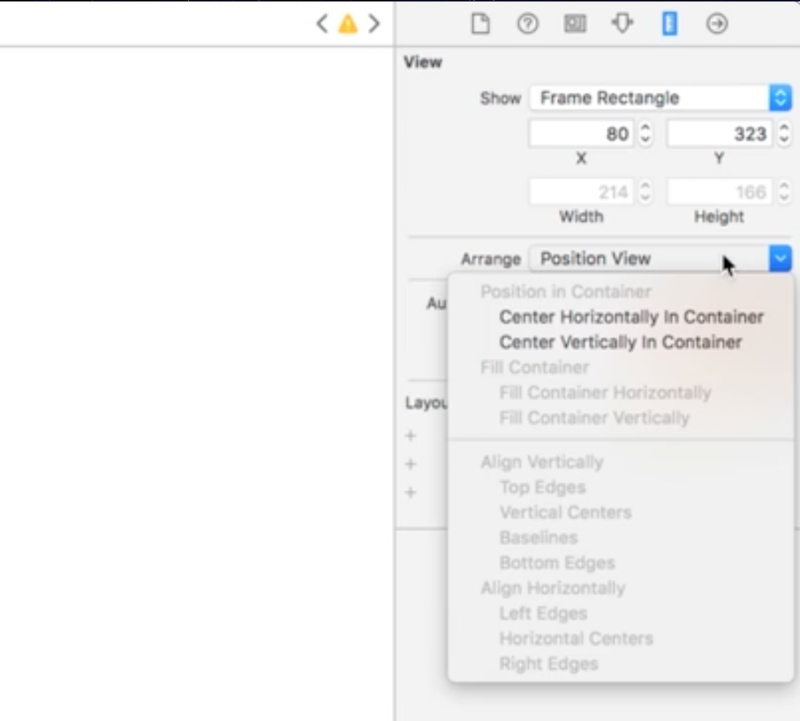 View
Show Frame Rectangle
80 323
X Y
214 166
Width Height
Arrange Position View
Position in Container
Au
Center Horizontally In Container
Center Vertically In Container
Fill Container
Fill Container Horizontally
Layou
Fill Container Vertically
+
Align Vertically
+
Top Edges
+
Vertical Centers
Baselines
Bottom Edges
Align Horizontally
Left Edges
Horizontal Centers
Right Edges